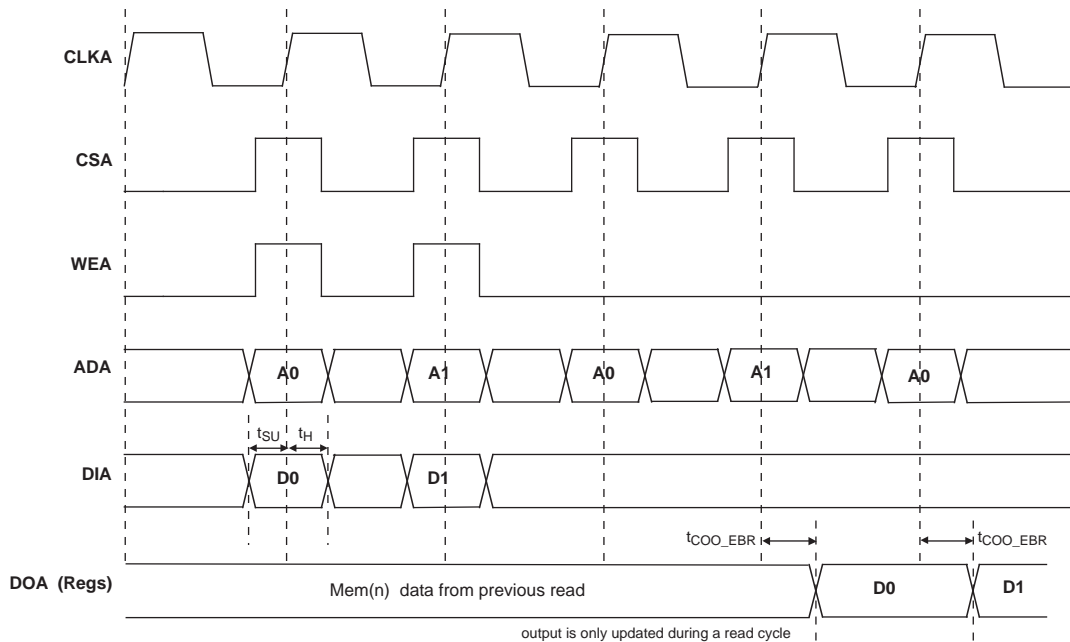 CLKA
CSA
WEA
ADA A0 A1 A0 A1 A0
tSU tH
DIA D0 D1
tCOO_EBR tCOO_EBR
DOA (Regs) Mem(n) data from previous read D0 D1
output is only updated during a read cycle